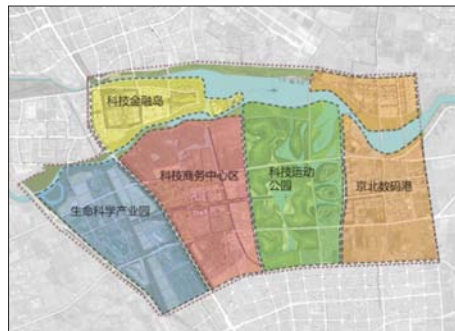 科技金融岛
科技商务中心区
科技运动
公园
京北数码港
生命科学产业园